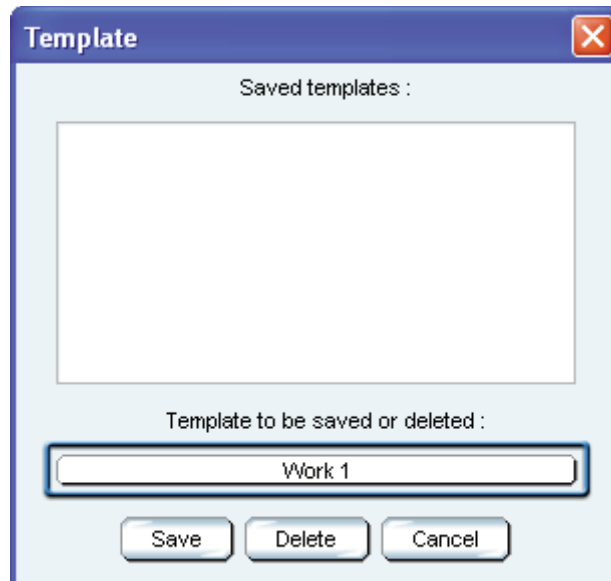 Template
Saved templates :
Template to be saved or deleted :
Work 1
Save Delete Cancel